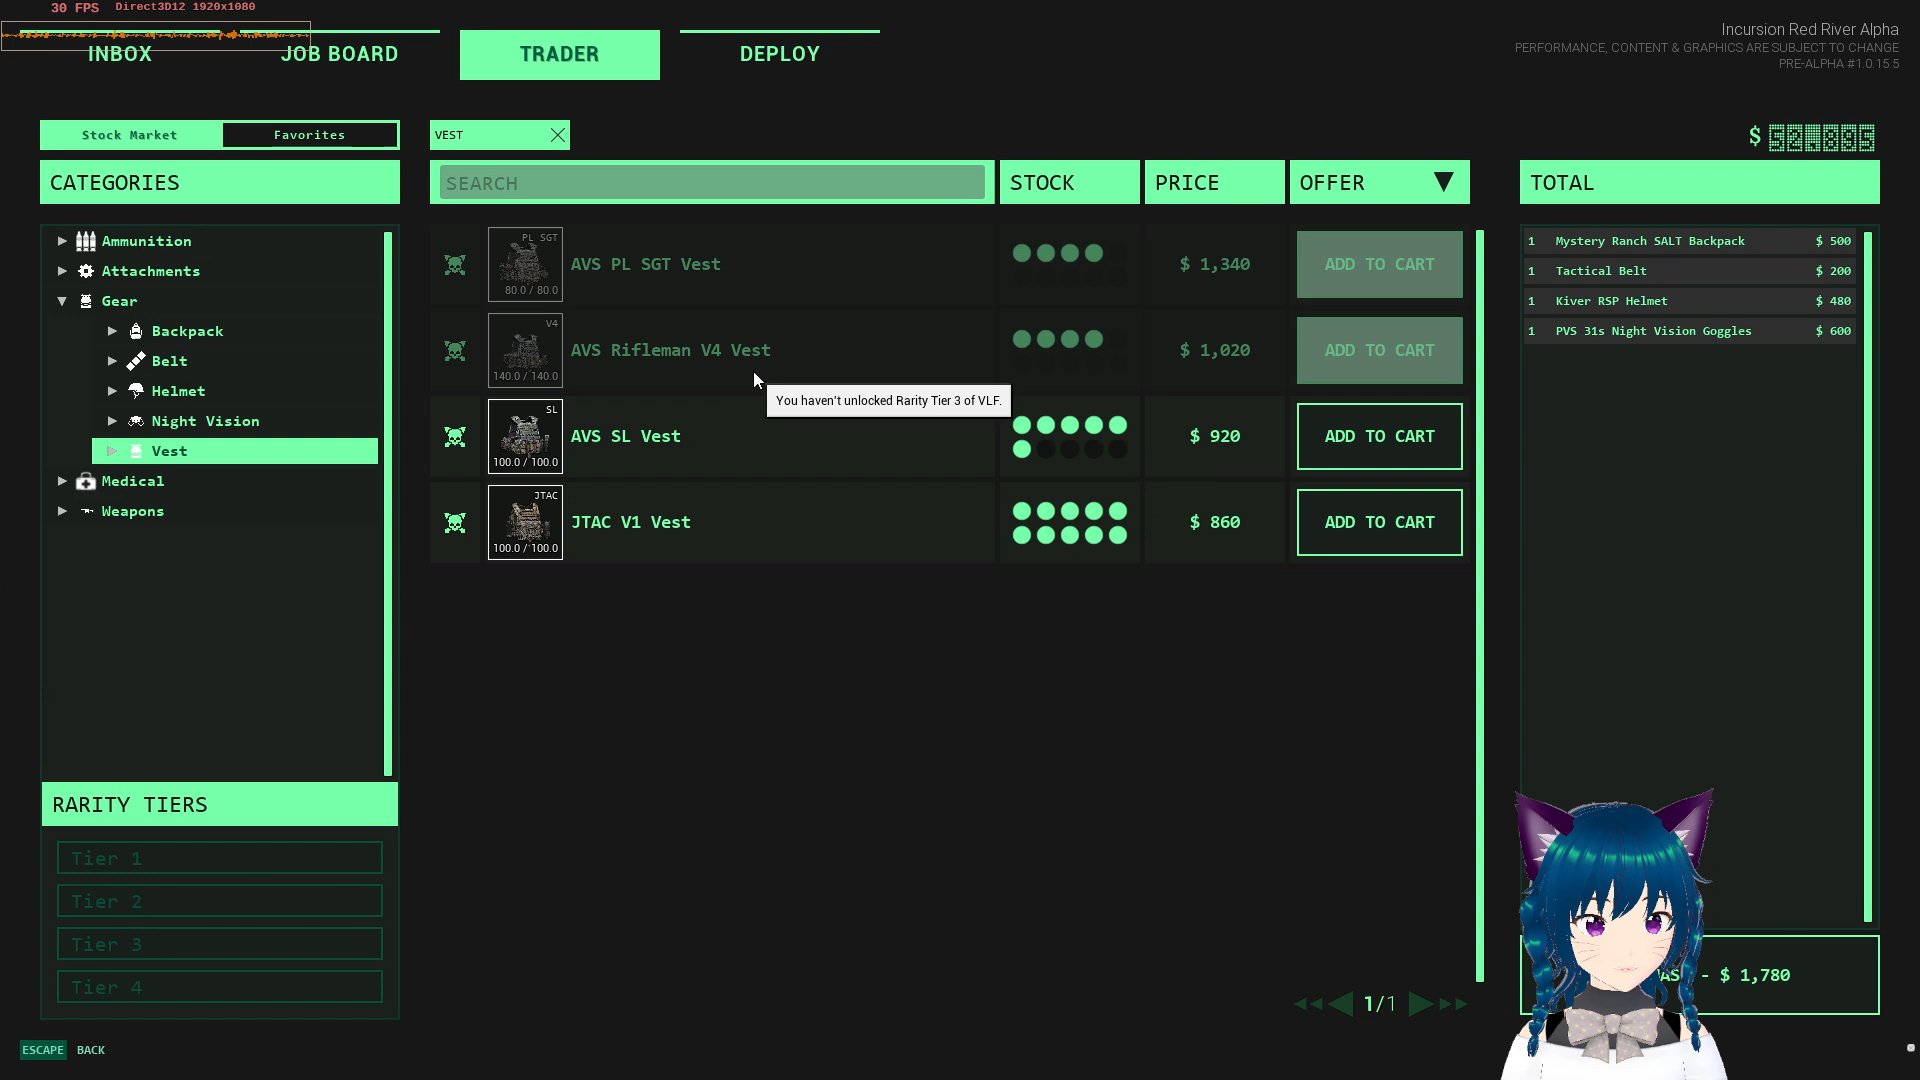 30 FPS Direct3D12 1920x1080
INBOX JOB BOARD TRADER DEPLOY
Incursion Red River Alpha
PERFORMANCE, CONTENT & GRAPHICS ARE SUBJECT TO CHANGE
PRE-ALPHA #1.0.15.5
Stock Market Favorites
VEST
$ 52.885
CATEGORIES
SEARCH STOCK PRICE OFFER
TOTAL
Ammunition
Attachments
Gear
Backpack
Belt
Helmet
Night Vision
Vest
Medical
Weapons
PL SGT
80.0 / 80.0
AVS PL SGT Vest $ 1,340 ADD TO CART
V4
140.0 / 140.0
AVS Rifleman V4 Vest $ 1,020 ADD TO CART
You haven't unlocked Rarity Tier 3 of VLF.
SL
100.0 / 100.0
AVS SL Vest $ 920 ADD TO CART
JTAC
100.0 / 100.0
JTAC V1 Vest $ 860 ADD TO CART
1 Mystery Ranch SALT Backpack $ 500
1 Tactical Belt $ 200
1 Kiver RSP Helmet $ 480
1 PVS 31s Night Vision Goggles $ 600
RARITY TIERS
Tier 1
Tier 2
Tier 3
Tier 4
1/1
- $ 1,780
ESCAPE BACK